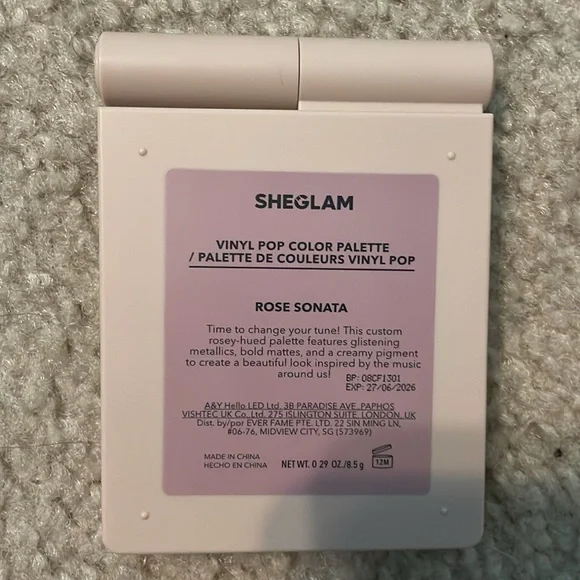 SHEGLAM
VINYL POP COLOR PALETTE
/ PALETTE DE COULEURS VINYL POP
ROSE SONATA
Time to change your tune! This custom
rosey-hued palette features glistening
metallics, bold mattes, and a creamy pigment
to create a beautiful look inspired by the music
around us!
BP: 08CF1301
EXP: 27/06/2026
A&Y Hello LED Ltd. 3B PARADISE AVE.,PAPHOS
VISHTEC UK Co., Ltd. 275 ISLINGTON SUITE, LONDON, UK
Dist. by/por EVER FAME PTE. LTD. 22 SIN MING LN,
#06-76, MIDVIEW CITY, SG (573969)
MADE IN CHINA
HECHO EN CHINA
NET WT. 0 29 OZ./8.5 g
12M